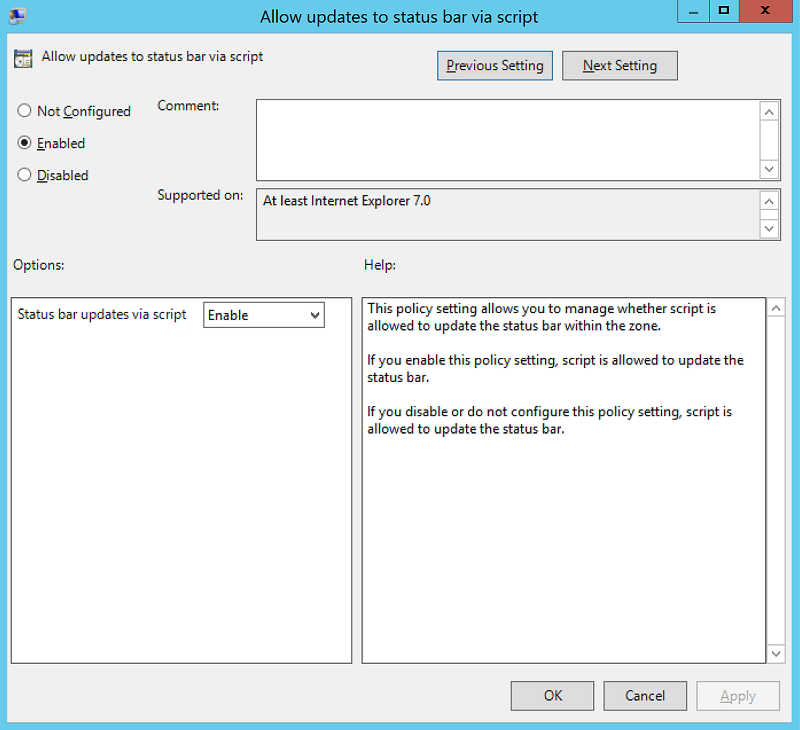 Allow updates to status bar via script
Allow updates to status bar via script
Previous Setting
Next Setting
Not Configured
Enabled
Disabled
Comment:
Supported on:
At least Internet Explorer 7.0
Options:
Help:
Status bar updates via script
Enable
This policy setting allows you to manage whether script is
allowed to update the status bar within the zone.
If you enable this policy setting, script is allowed to update the
status bar.
If you disable or do not configure this policy setting, script is
allowed to update the status bar.
OK
Cancel
Apply